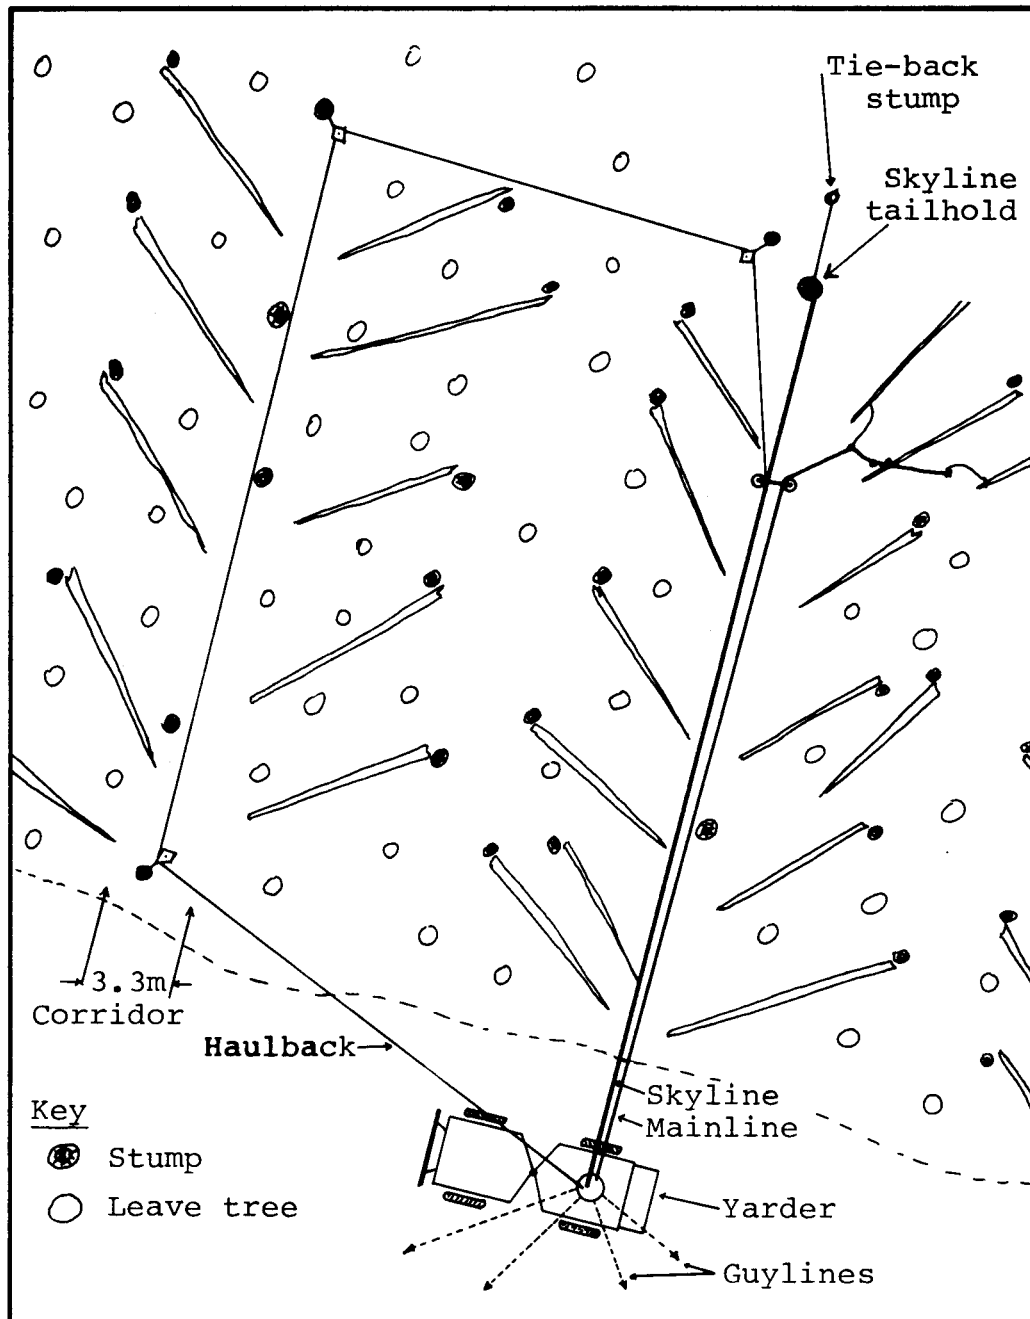 Tie-back
stump
Skyline
tailhold
3.3m
Corridor
Haulback
Skyline
Mainline
Key
Stump
Leave tree
Yarder
Guylines